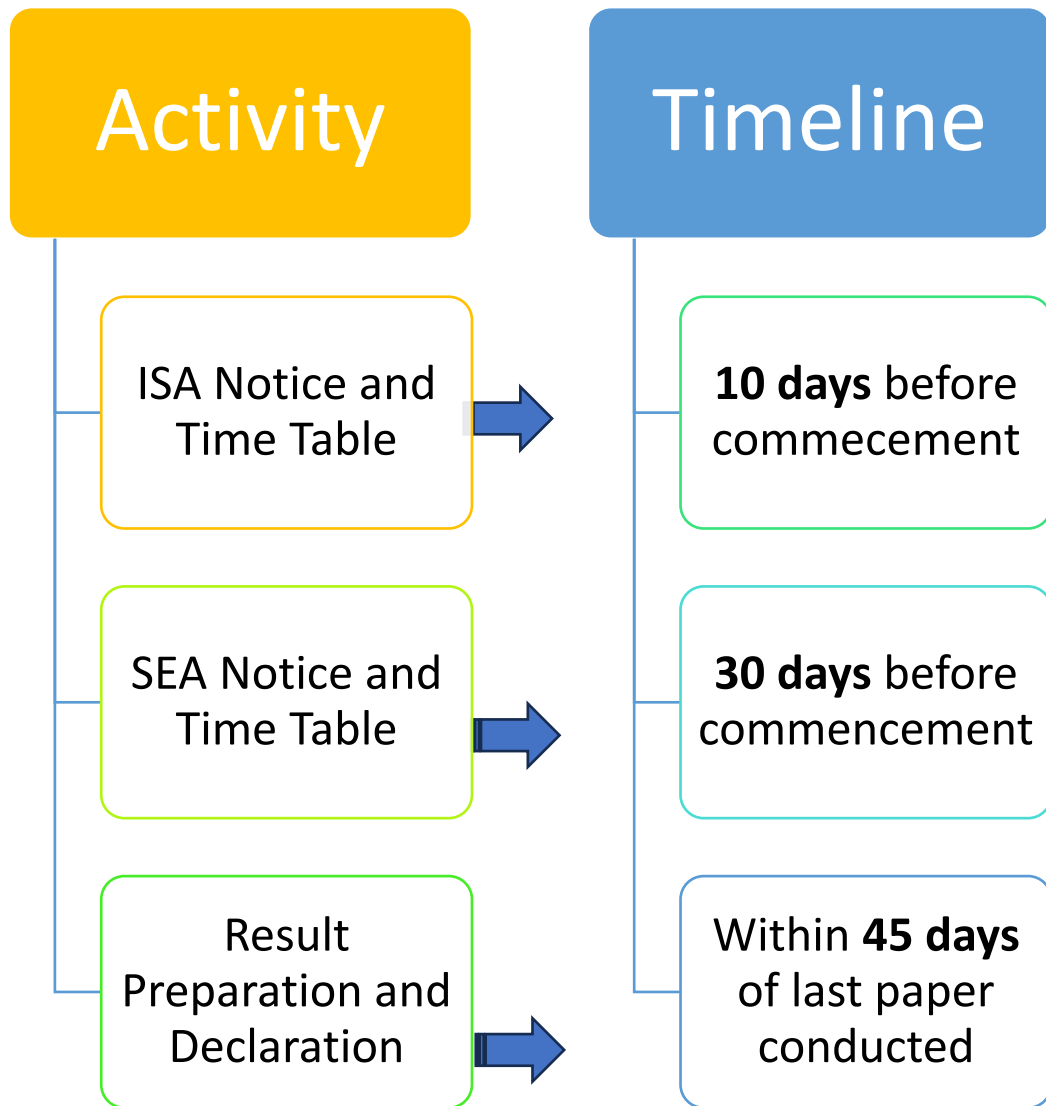 Activity
Timeline
ISA Notice and
Time Table
10 days before
commecement
SEA Notice and
Time Table
30 days before
commencement
Result
Preparation and
Declaration
Within 45 days
of last paper
conducted